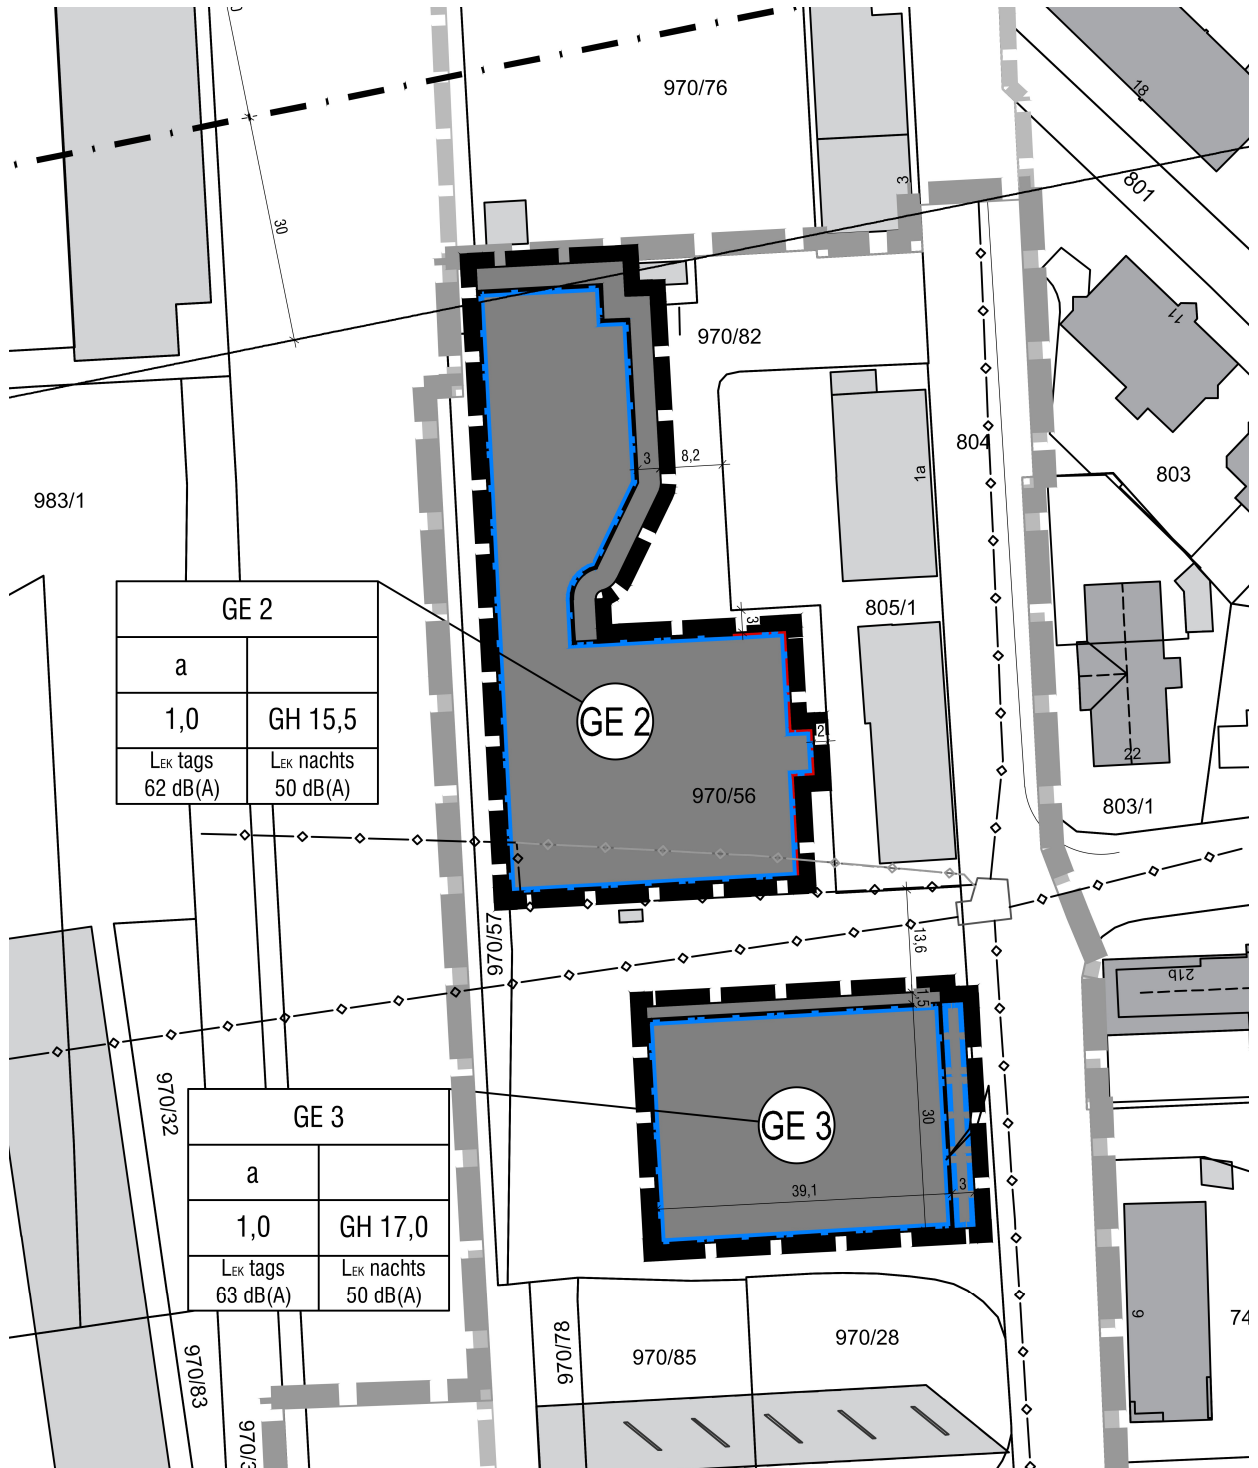 970/76
18
801
3
30
11
970/82
804
803
3
8,2
1a
983/1
GE 2
a
1,0
GH 15,5
LEK tags
62 dB(A)
LEK nachts
50 dB(A)
805/1
3
GE 2
2
22
970/56
803/1
970/57
13,6
21b
1,5
970/32
GE 3
a
1,0
GH 17,0
LEK tags
63 dB(A)
LEK nachts
50 dB(A)
GE 3
30
39,1
3
970/78
970/85
970/28
9
74
970/83
970/3